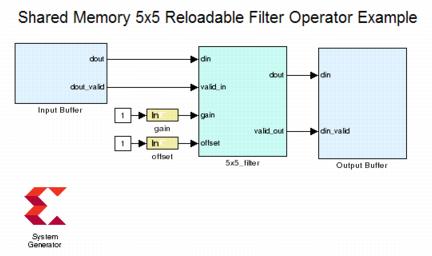 Shared Memory 5x5 Reloadable Filter Operator Example
dout
dout_valid
Input Buffer
1
In
gain
1
In
offset
din
valid_in
gain
offset
dout
valid_out
5x5_filter
din
din_valid
Output Buffer
System
Generator